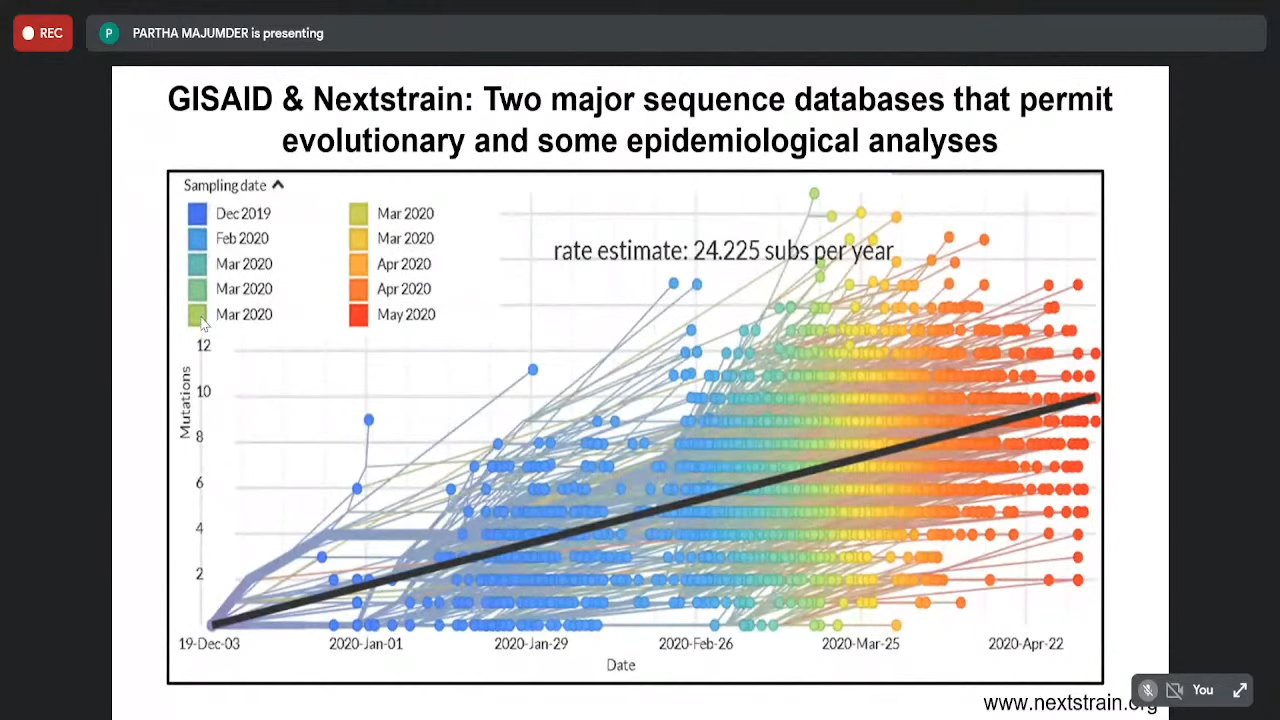 REC
P PARTHA MAJUMDER is presenting
GISAID & Nextstrain: Two major sequence databases that permit
evolutionary and some epidemiological analyses
Sampling date
Dec 2019
Feb 2020
Mar 2020
Mar 2020
Mar 2020
Mar 2020
Mar 2020
Apr 2020
Apr 2020
May 2020
rate estimate: 24.225 subs per year
Mutations
12
10
8
6
4
2
19-Dec-03 2020-Jan-01 2020-Jan-29 2020-Feb-26 2020-Mar-25 2020-Apr-22
Date
www.nextstrain.org
You